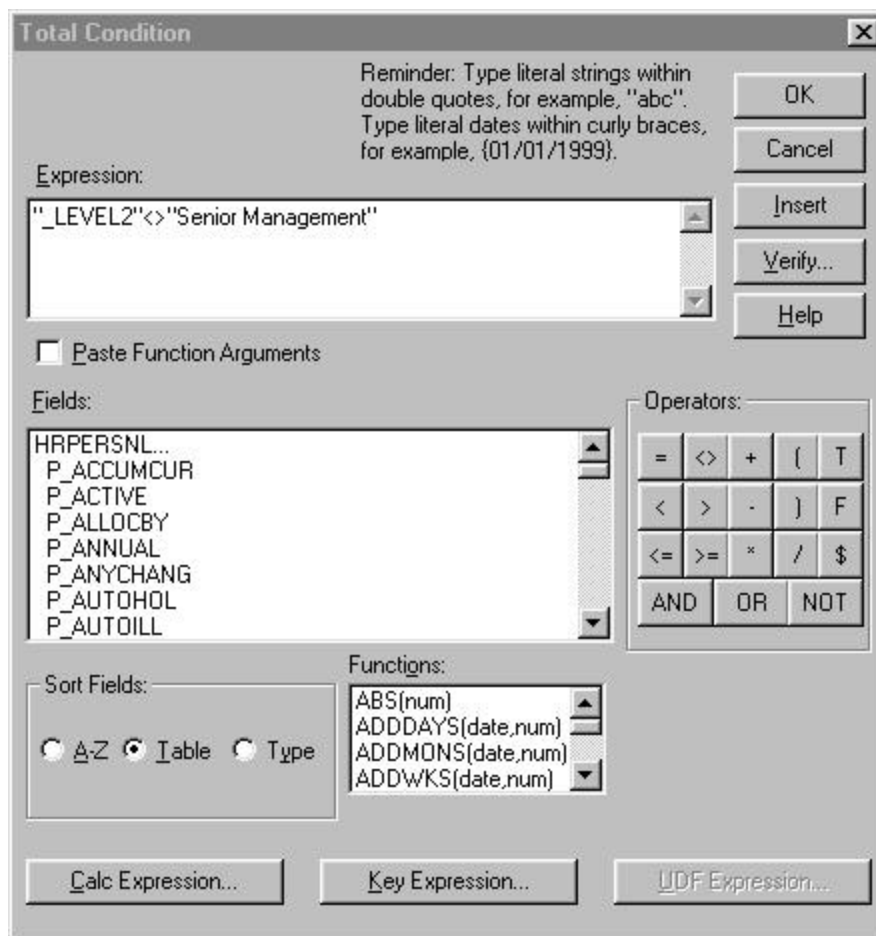 Total Condition
Reminder: Type literal strings within
double quotes, for example, "abc".
Type literal dates within curly braces,
for example, {01/01/1999}.
OK
Cancel
Insert
Verify...
Help
Expression:
"_LEVEL2"<>"Senior Management"
Paste Function Arguments
Fields:
HRPERSNL...
P_ACCUMCUR
P_ACTIVE
P_ALLOCBY
P_ANNUAL
P_ANYCHANG
P_AUTOHOL
P_AUTOILL
Operators:
= <> + ( T
< > - ) F
<= >= * / $
AND OR NOT
Sort Fields:
A-Z Table Type
Functions:
ABS(num)
ADDDAYS(date,num)
ADDMONS(date,num)
ADDWKS(date,num)
Calc Expression... Key Expression... UDF Expression...